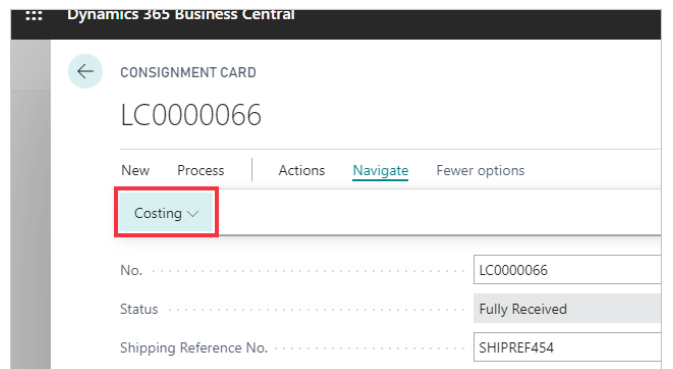 Dynamics 365 Business Central
CONSIGNMENT CARD
LC0000066
New Process Actions Navigate Fewer options
Costing
No. LC0000066
Status Fully Received
Shipping Reference No. SHIPREF454